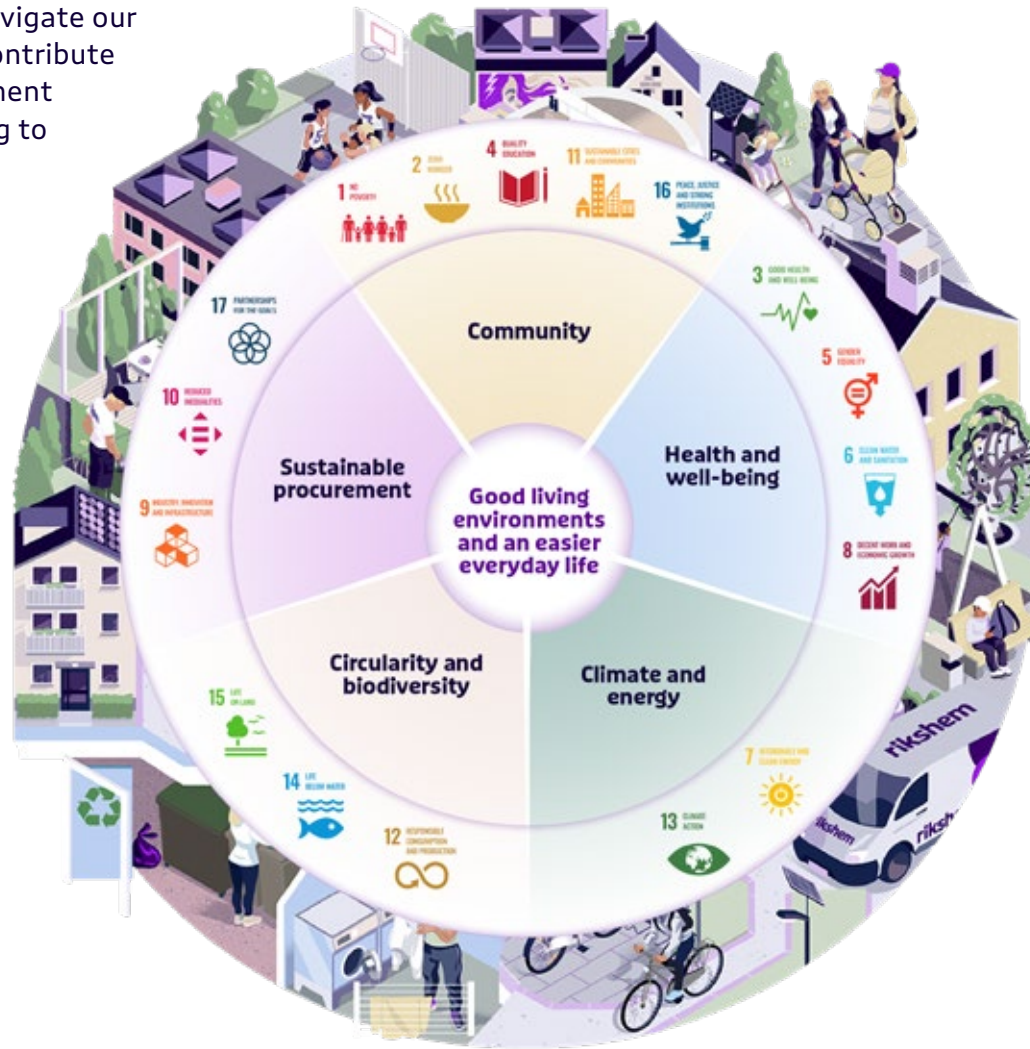 vigate our
ontribute
ment
g to
1 NO
POVERTY
2 ZERO
HUNGER
4 QUALITY
EDUCATION
11 SUSTAINABLE CITIES
AND COMMUNITIES
16 PEACE, JUSTICE
AND STRONG
INSTITUTIONS
3 GOOD HEALTH
AND WELL-BEING
5 GENDER
EQUALITY
6 CLEAN WATER
AND SANITATION
8 DECENT WORK AND
ECONOMIC GROWTH
7 AFFORDABLE AND
CLEAN ENERGY
13 CLIMATE
ACTION
12 RESPONSIBLE
CONSUMPTION
AND PRODUCTION
14 LIFE
BELOW WATER
15 LIFE
ON LAND
9 INDUSTRY, INNOVATION
AND INFRASTRUCTURE
10 REDUCED
INEQUALITIES
17 PARTNERSHIPS
FOR THE GOALS
Community
Health and
well-being
Climate and
energy
Circularity and
biodiversity
Sustainable
procurement
Good living
environments
and an easier
everyday life
rikshem
rikshem
riksh